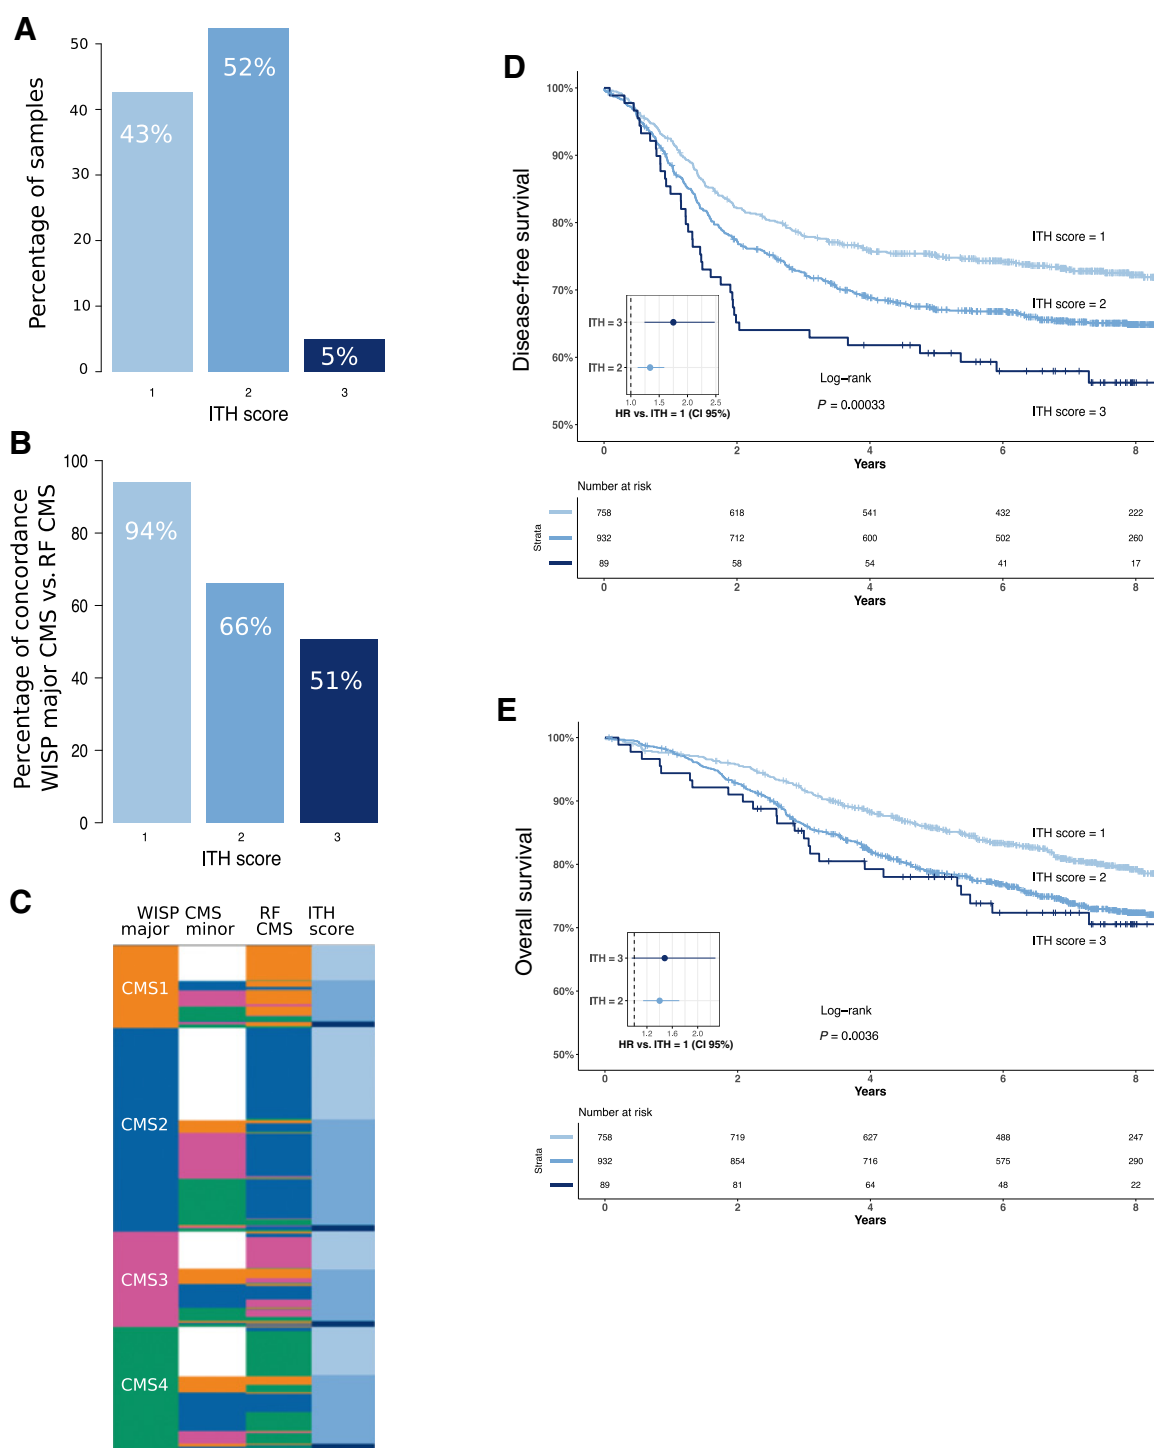 A
Percentage of samples
50
40
30
20
10
0
43%
52%
5%
1 2 3
ITH score
B
Percentage of concordance
WISP major CMS vs. RF CMS
100
80
60
40
20
0
94%
66%
51%
1 2 3
ITH score
C
WISP CMS RF ITH
major minor CMS score
CMS1
CMS2
CMS3
CMS4
D
Disease-free survival
100%
90%
80%
70%
60%
50%
ITH score = 1
ITH score = 2
ITH score = 3
ITH = 3
ITH = 2
1.0 1.5 2.0 2.5
HR vs. ITH = 1 (CI 95%)
Log–rank
P = 0.00033
0 2 4 6 8
Years
Number at risk
Strata
758 618 541 432 222
932 712 600 502 260
89 58 54 41 17
0 2 4 6 8
Years
E
Overall survival
100%
90%
80%
70%
60%
50%
ITH score = 1
ITH score = 2
ITH score = 3
ITH = 3
ITH = 2
1.2 1.6 2.0
HR vs. ITH = 1 (CI 95%)
Log–rank
P = 0.0036
0 2 4 6 8
Years
Number at risk
Strata
758 719 627 488 247
932 854 716 575 290
89 81 64 48 22
0 2 4 6 8
Years